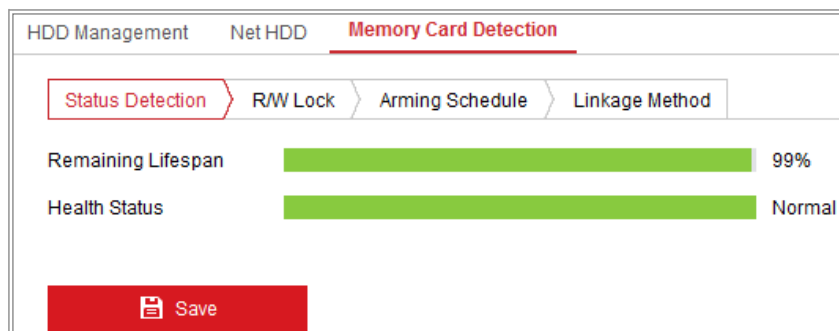 HDD Management Net HDD Memory Card Detection
Status Detection R/W Lock Arming Schedule Linkage Method
Remaining Lifespan 99%
Health Status Normal
Save